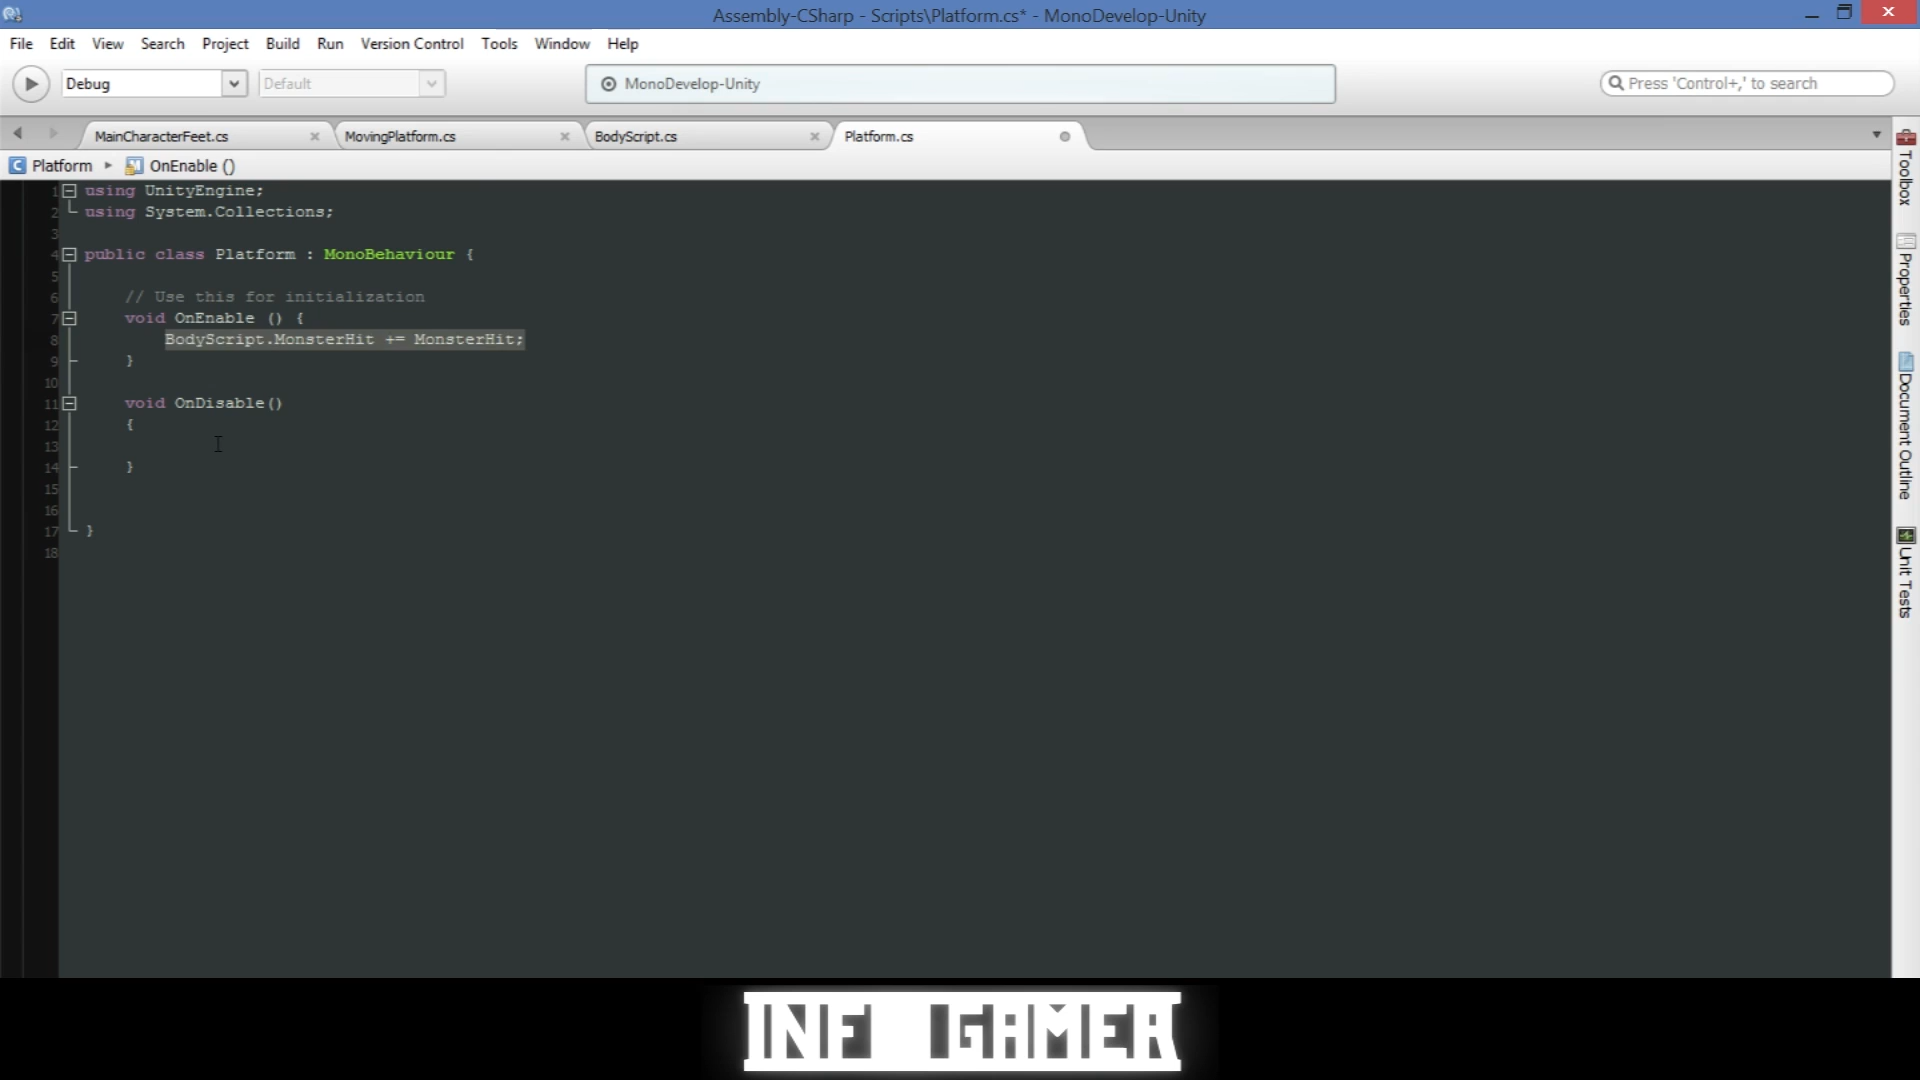 Assembly-CSharp - Scripts\Platform.cs* - MonoDevelop-Unity
File Edit View Search Project Build Run Version Control Tools Window Help
Debug Default MonoDevelop-Unity Press 'Control+,' to search
MainCharacterFeet.cs MovingPlatform.cs BodyScript.cs Platform.cs
Platform OnEnable ()
1 using UnityEngine;
2 using System.Collections;
3
4 public class Platform : MonoBehaviour {
5
6 // Use this for initialization
7 void OnEnable () {
8 BodyScript.MonsterHit += MonsterHit;
9 }
10
11 void OnDisable()
12 {
13
14 }
15
16
17 }
18
Toolbox
Properties
Document Outline
Unit Tests
INF GAMER